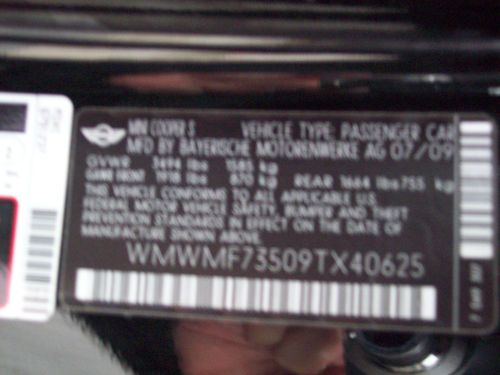 MINI COOPER S VEHICLE TYPE: PASSENGER CAR
MFD BY BAYERISCHE MOTORENWERKE AG 07/09
GVWR 3494 lbs 1585 kg
GAWR FRONT 1918 lbs 870 kg REAR 1664 lbs 755 kg
THIS VEHICLE CONFORMS TO ALL APPLICABLE U.S.
FEDERAL MOTOR VEHICLE SAFETY, BUMPER AND THEFT
PREVENTION STANDARDS IN EFFECT ON THE DATE OF
MANUFACTURE SHOWN ABOVE.
WMWMF73509TX40625